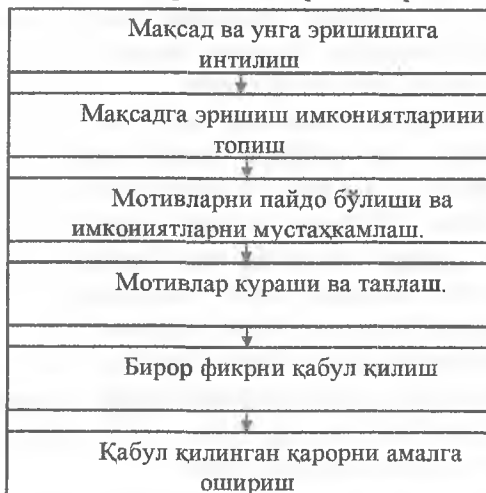 Мақсад ва унга эришишига
интилиш
Мақсадга эришиш имкониятларини
топиш
Мотивларни пайдо бўлиши ва
имкониятларни мустаҳкамлаш.
Мотивлар кураши ва танлаш.
Бирор фикрни қабул қилиш
Қабул қилинган қарорни амалга
ошириш